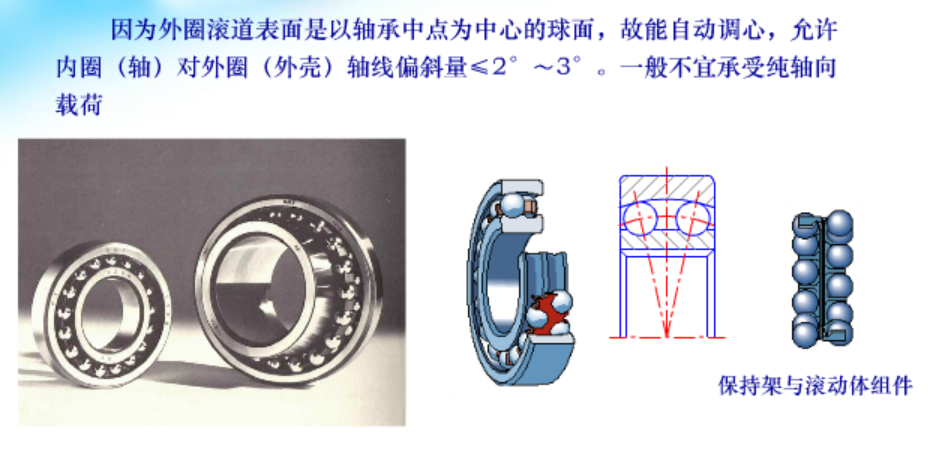 因为外圈滚道表面是以轴承中点为中心的球面，故能自动调心，允许
内圈（轴）对外圈（外壳）轴线偏斜量≤2°～3°。一般不宜承受纯轴向
载荷
保持架与滚动体组件